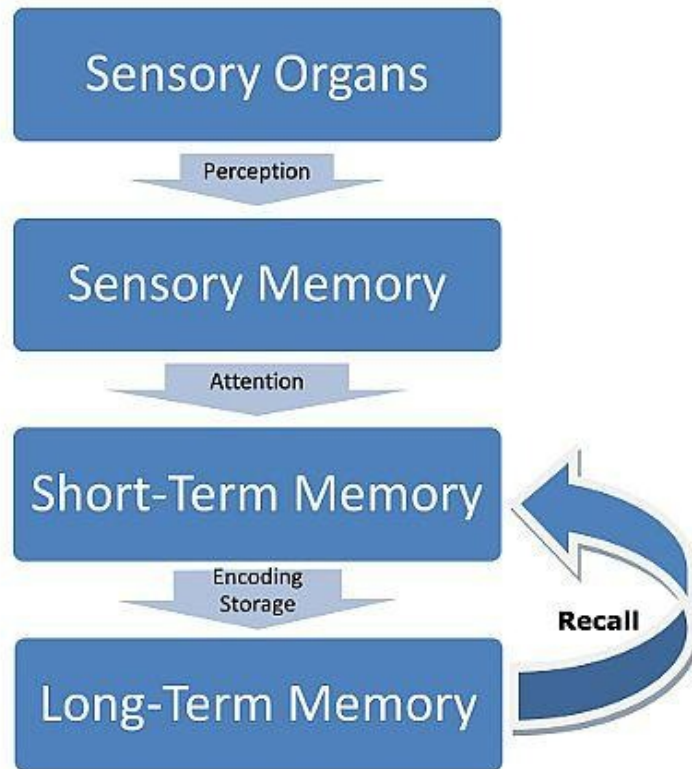 Sensory Organs
Perception
Sensory Memory
Attention
Short-Term Memory
Encoding
Storage
Recall
Long-Term Memory